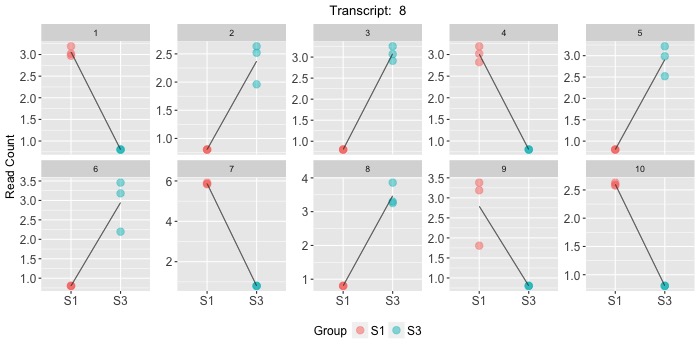 Transcript: 8
1 2 3 4 5
3.0 2.5 3.0 3.0 3.0
2.5 2.0 2.5 2.5 2.5
2.0 1.5 2.0 2.0 2.0
1.5 1.0 1.5 1.5 1.5
1.0 1.0 1.0 1.0
Read Count
6 7 8 9 10
3.5 6 4 3.5 2.5
3.0 4 3 3.0 2.0
2.5 2 2 2.5 1.5
2.0 1 2.0 1.0
1.5 1.5
1.0 1.0
S1 S3 S1 S3 S1 S3 S1 S3 S1 S3
Group S1 S3